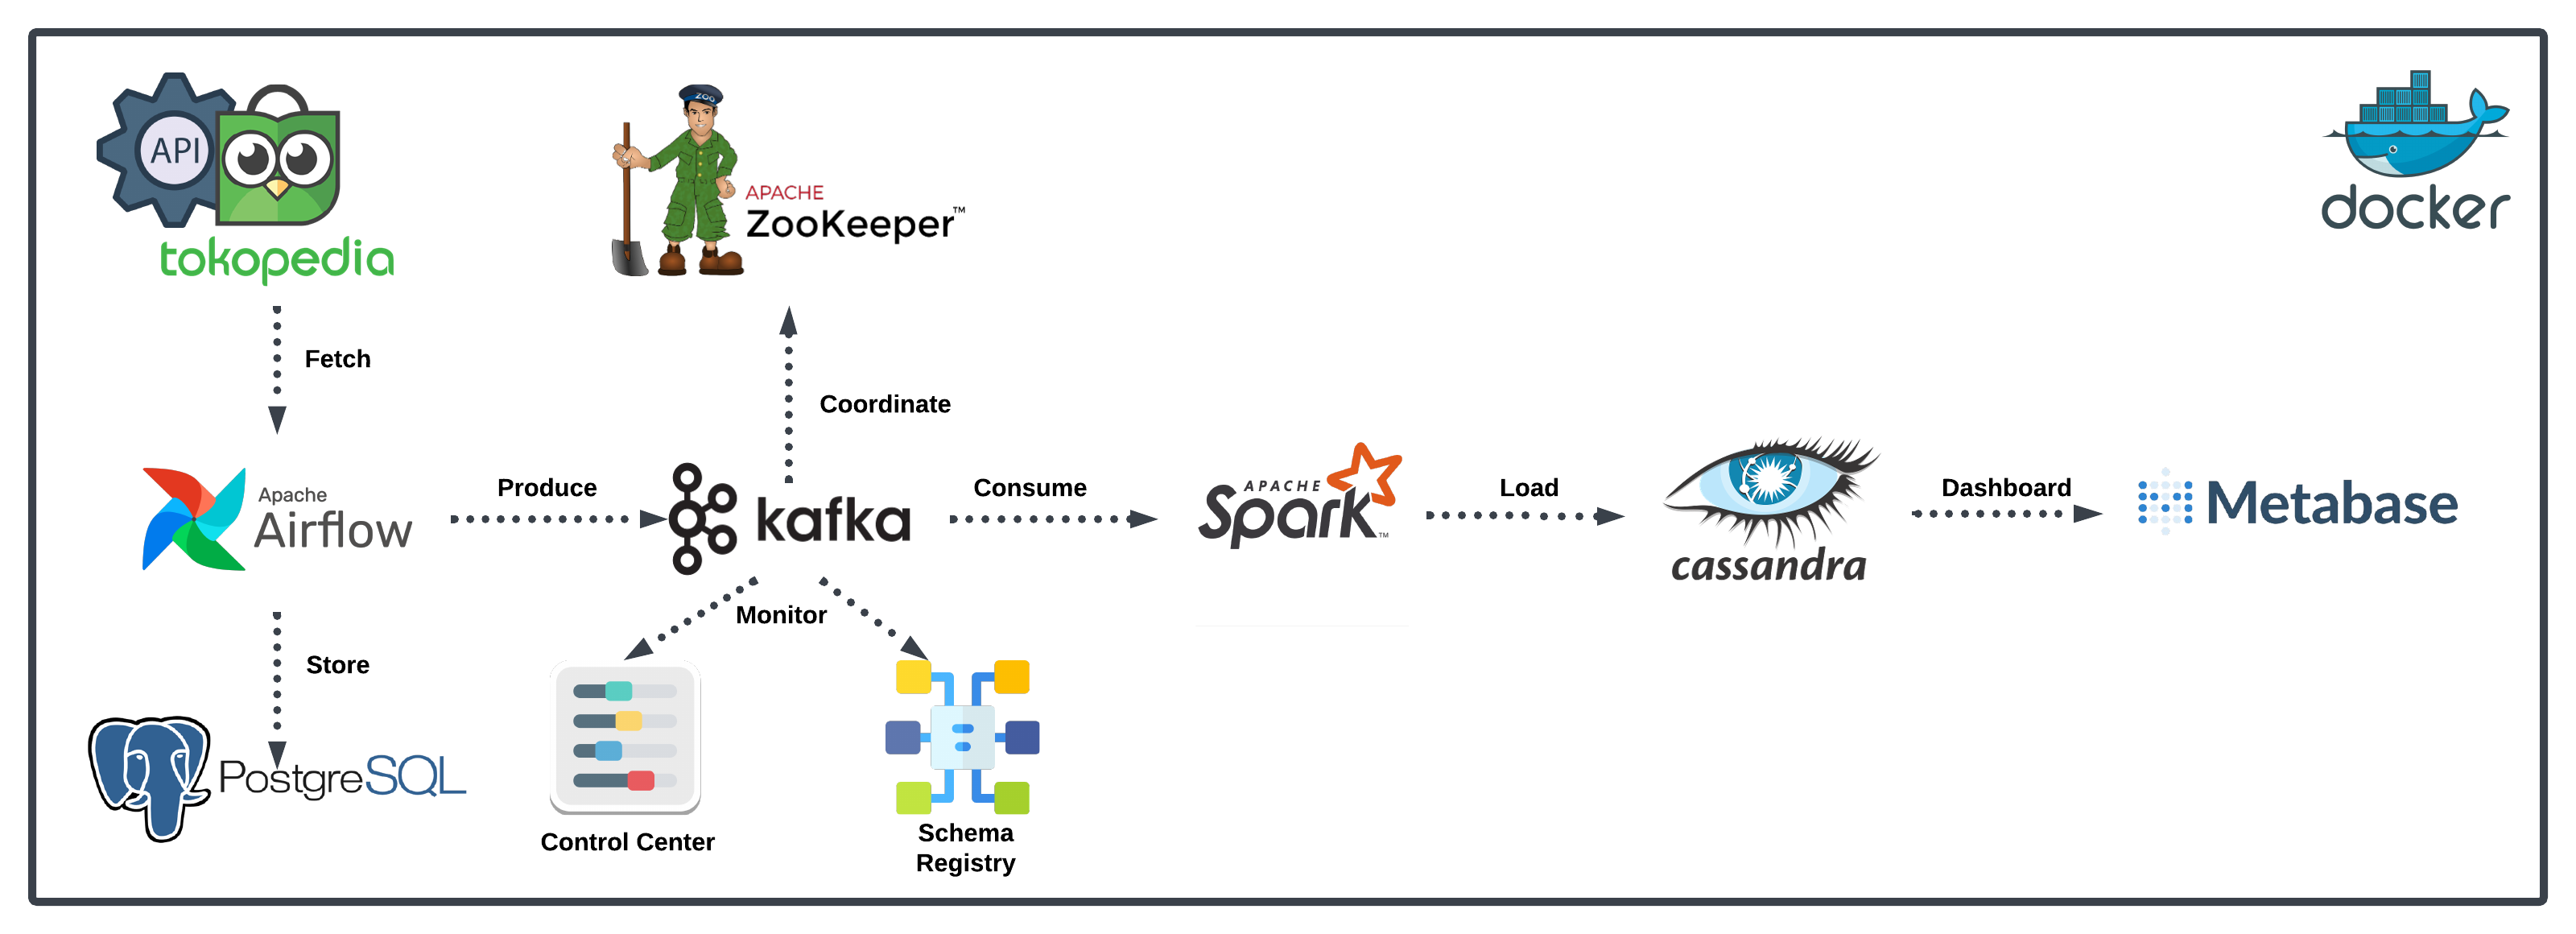 API
tokopedia
ZOO
APACHE
ZooKeeper™
docker
Fetch
Coordinate
Apache
Airflow
Produce
kafka
Consume
APACHE
Spark™
Load
cassandra
Dashboard
Metabase
Store
Monitor
PostgreSQL
Control Center
Schema
Registry